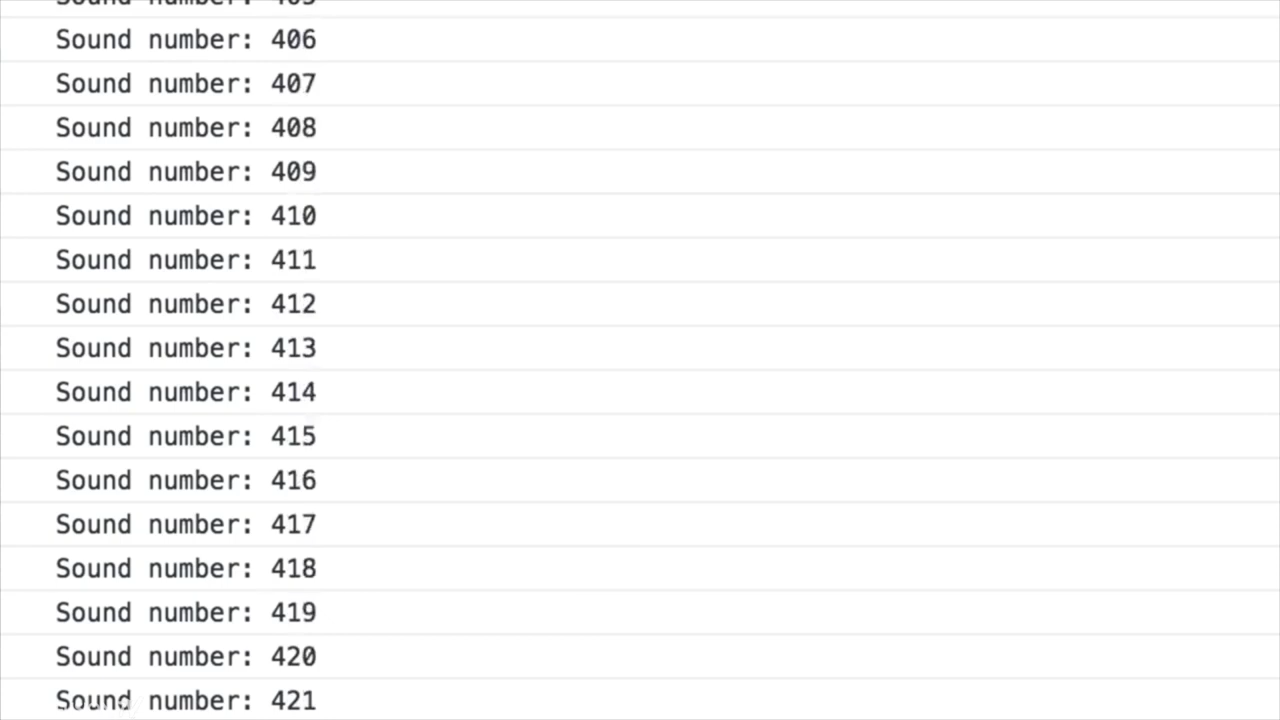 Sound number: 406
Sound number: 407
Sound number: 408
Sound number: 409
Sound number: 410
Sound number: 411
Sound number: 412
Sound number: 413
Sound number: 414
Sound number: 415
Sound number: 416
Sound number: 417
Sound number: 418
Sound number: 419
Sound number: 420
Sound number: 421